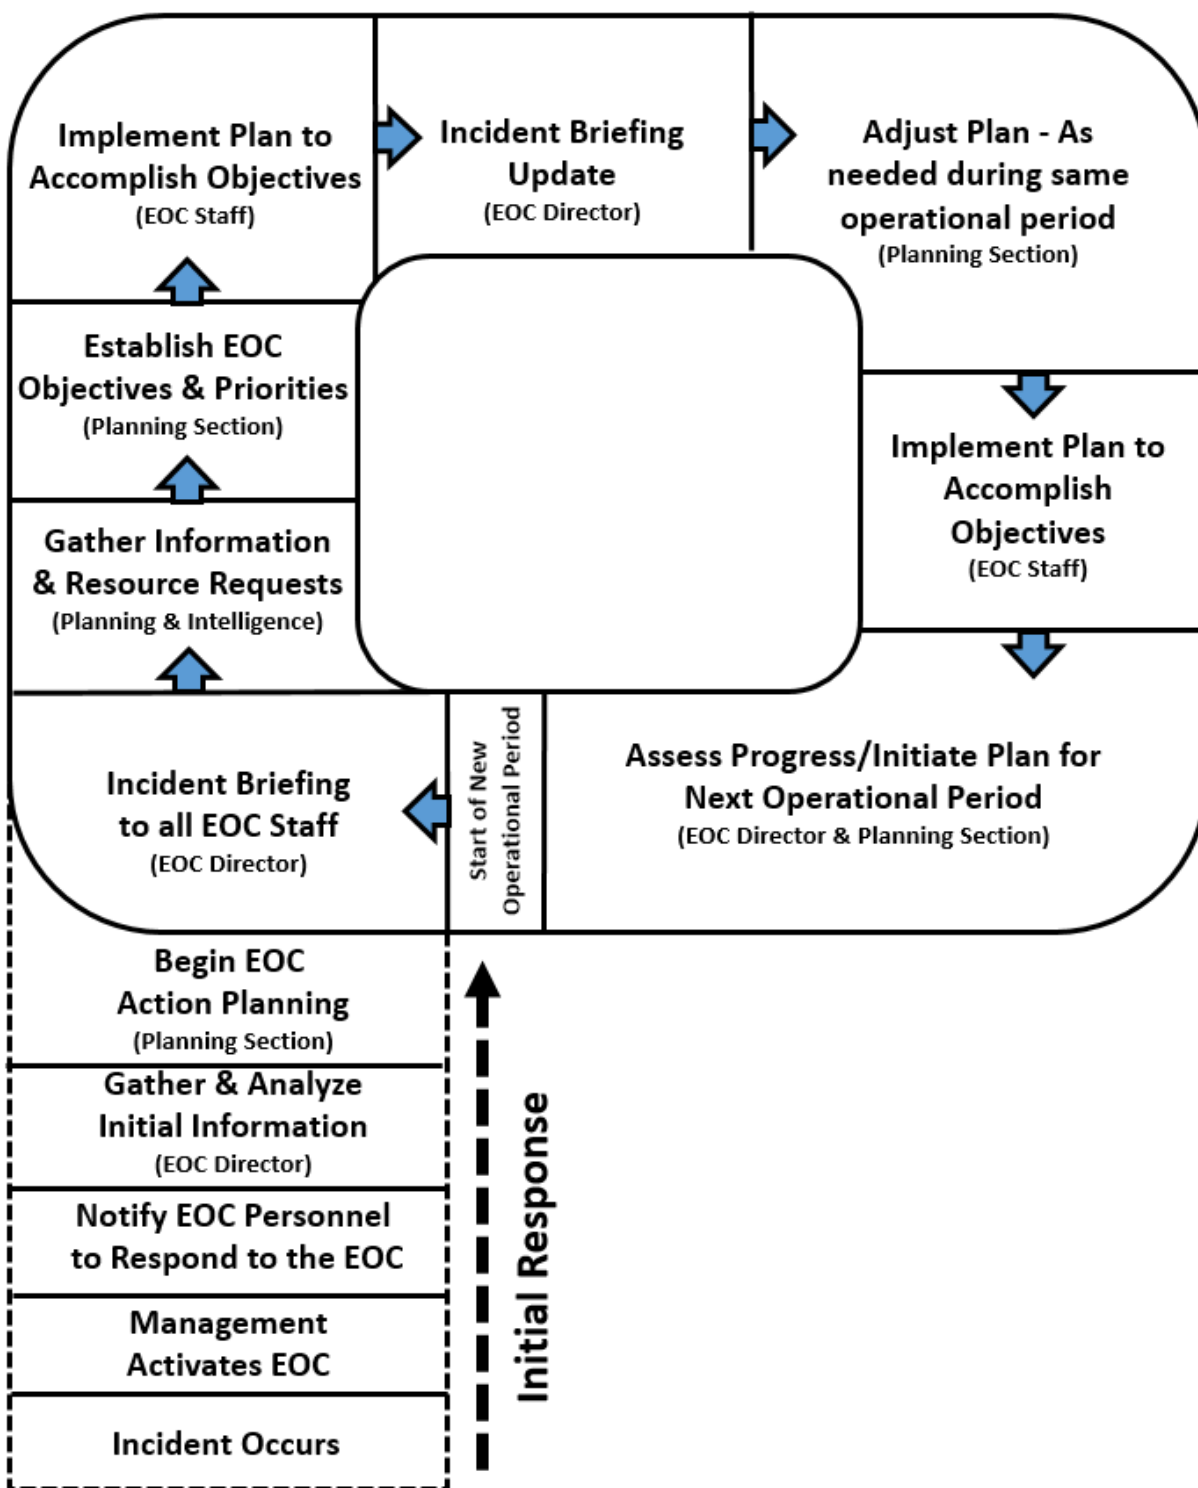 Implement Plan to
Accomplish Objectives
(EOC Staff)
Incident Briefing
Update
(EOC Director)
Adjust Plan - As
needed during same
operational period
(Planning Section)
Establish EOC
Objectives & Priorities
(Planning Section)
Implement Plan to
Accomplish
Objectives
(EOC Staff)
Gather Information
& Resource Requests
(Planning & Intelligence)
Incident Briefing
to all EOC Staff
(EOC Director)
Start of New
Operational Period
Assess Progress/Initiate Plan for
Next Operational Period
(EOC Director & Planning Section)
Begin EOC
Action Planning
(Planning Section)
Gather & Analyze
Initial Information
(EOC Director)
Notify EOC Personnel
to Respond to the EOC
Management
Activates EOC
Incident Occurs
Initial Response